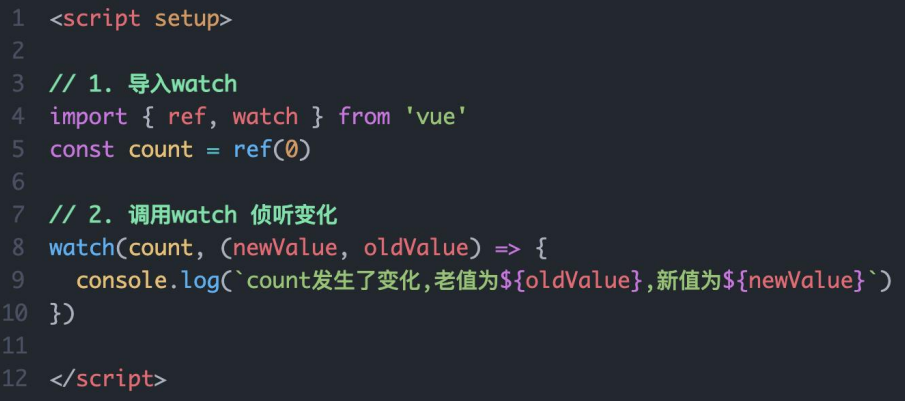 1 <script setup>
2
3 // 1. 导入watch
4 import { ref, watch } from 'vue'
5 const count = ref(0)
6
7 // 2. 调用watch 侦听变化
8 watch(count, (newValue, oldValue) => {
9   console.log(`count发生了变化,老值为${oldValue},新值为${newValue}`)
10 })
11
12 </script>